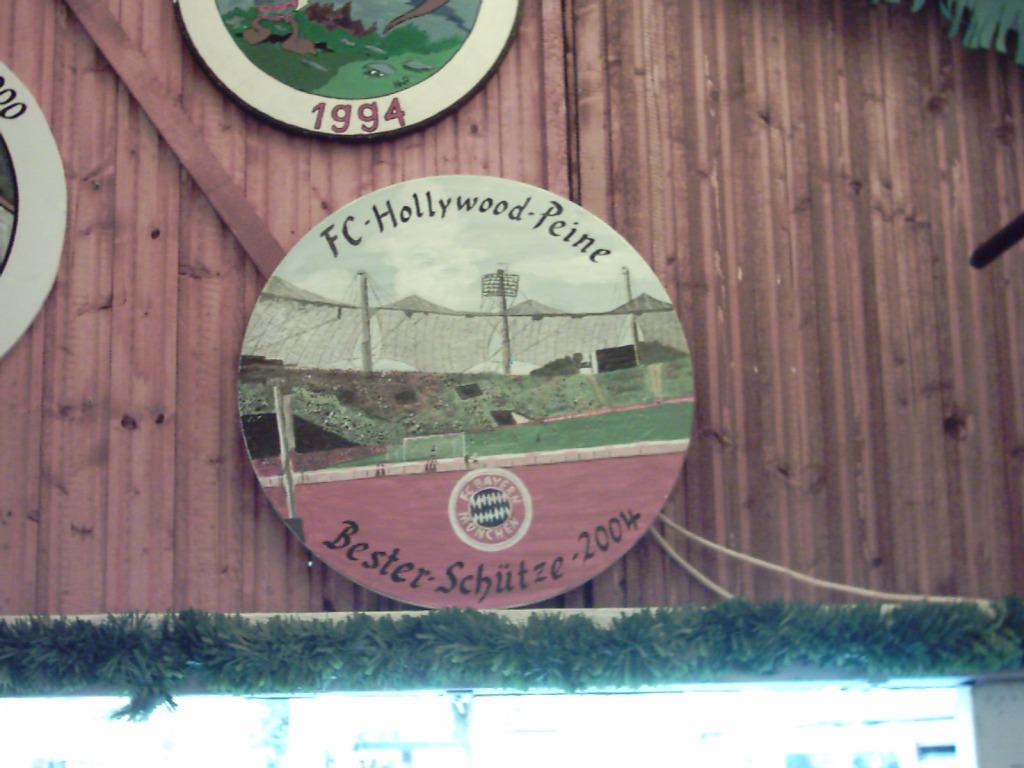 1994
FC-Hollywood-Peine
FC BAYERN
MÜNCHEN
Bester-Schütze-2004